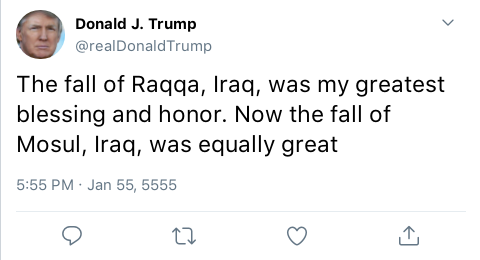 Donald J. Trump
@realDonaldTrump
The fall of Raqqa, Iraq, was my greatest
blessing and honor. Now the fall of
Mosul, Iraq, was equally great
5:55 PM · Jan 55, 5555